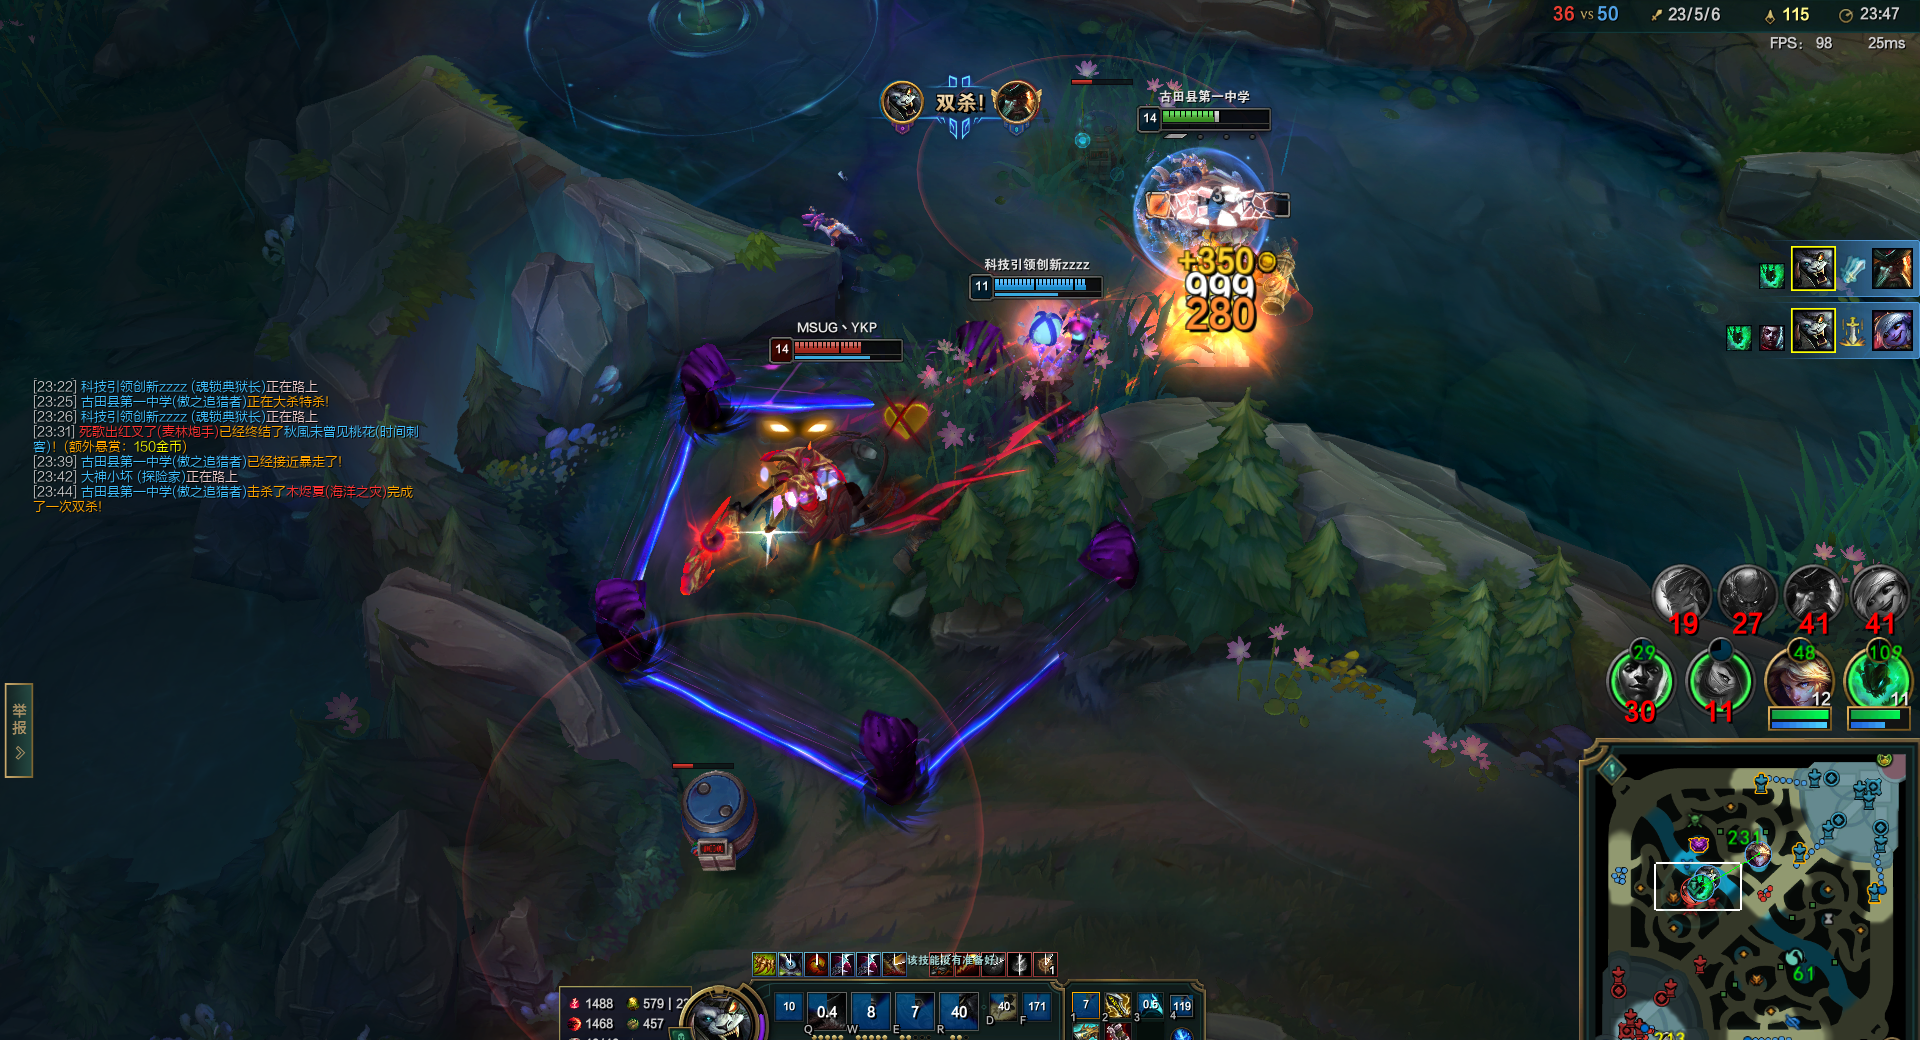 36 vs 50 23/5/6 115 23:47
FPS: 98 25ms
双杀!
古田县第一中学
14
+350
999
280
科技引领创新zzzz
11
MSUG丶YKP
14
[23:22] 科技引领创新zzzz (魂锁典狱长)正在路上
[23:25] 古田县第一中学(傲之追猎者)正在大杀特杀!
[23:26] 科技引领创新zzzz (魂锁典狱长)正在路上
[23:31] 死歌出红叉了(麦林炮手)已经终结了秋風未曾见桃花(时间刺
客)! (额外悬赏: 150金币)
[23:39] 古田县第一中学(傲之追猎者)已经接近暴走了!
[23:42] 大神小坏 (探险家)正在路上
[23:44] 古田县第一中学(傲之追猎者)击杀了木烬夏(海洋之灾)完成
了一次双杀!
举报
19 27 41 41
29 48 109
12 11
30 11
231
61
213
该技能没有准备好!
1
1488 579
1468 457
10 0.4 8 7 40 40 171
Q W E R D F
7 0.6 119
1 2 3 4